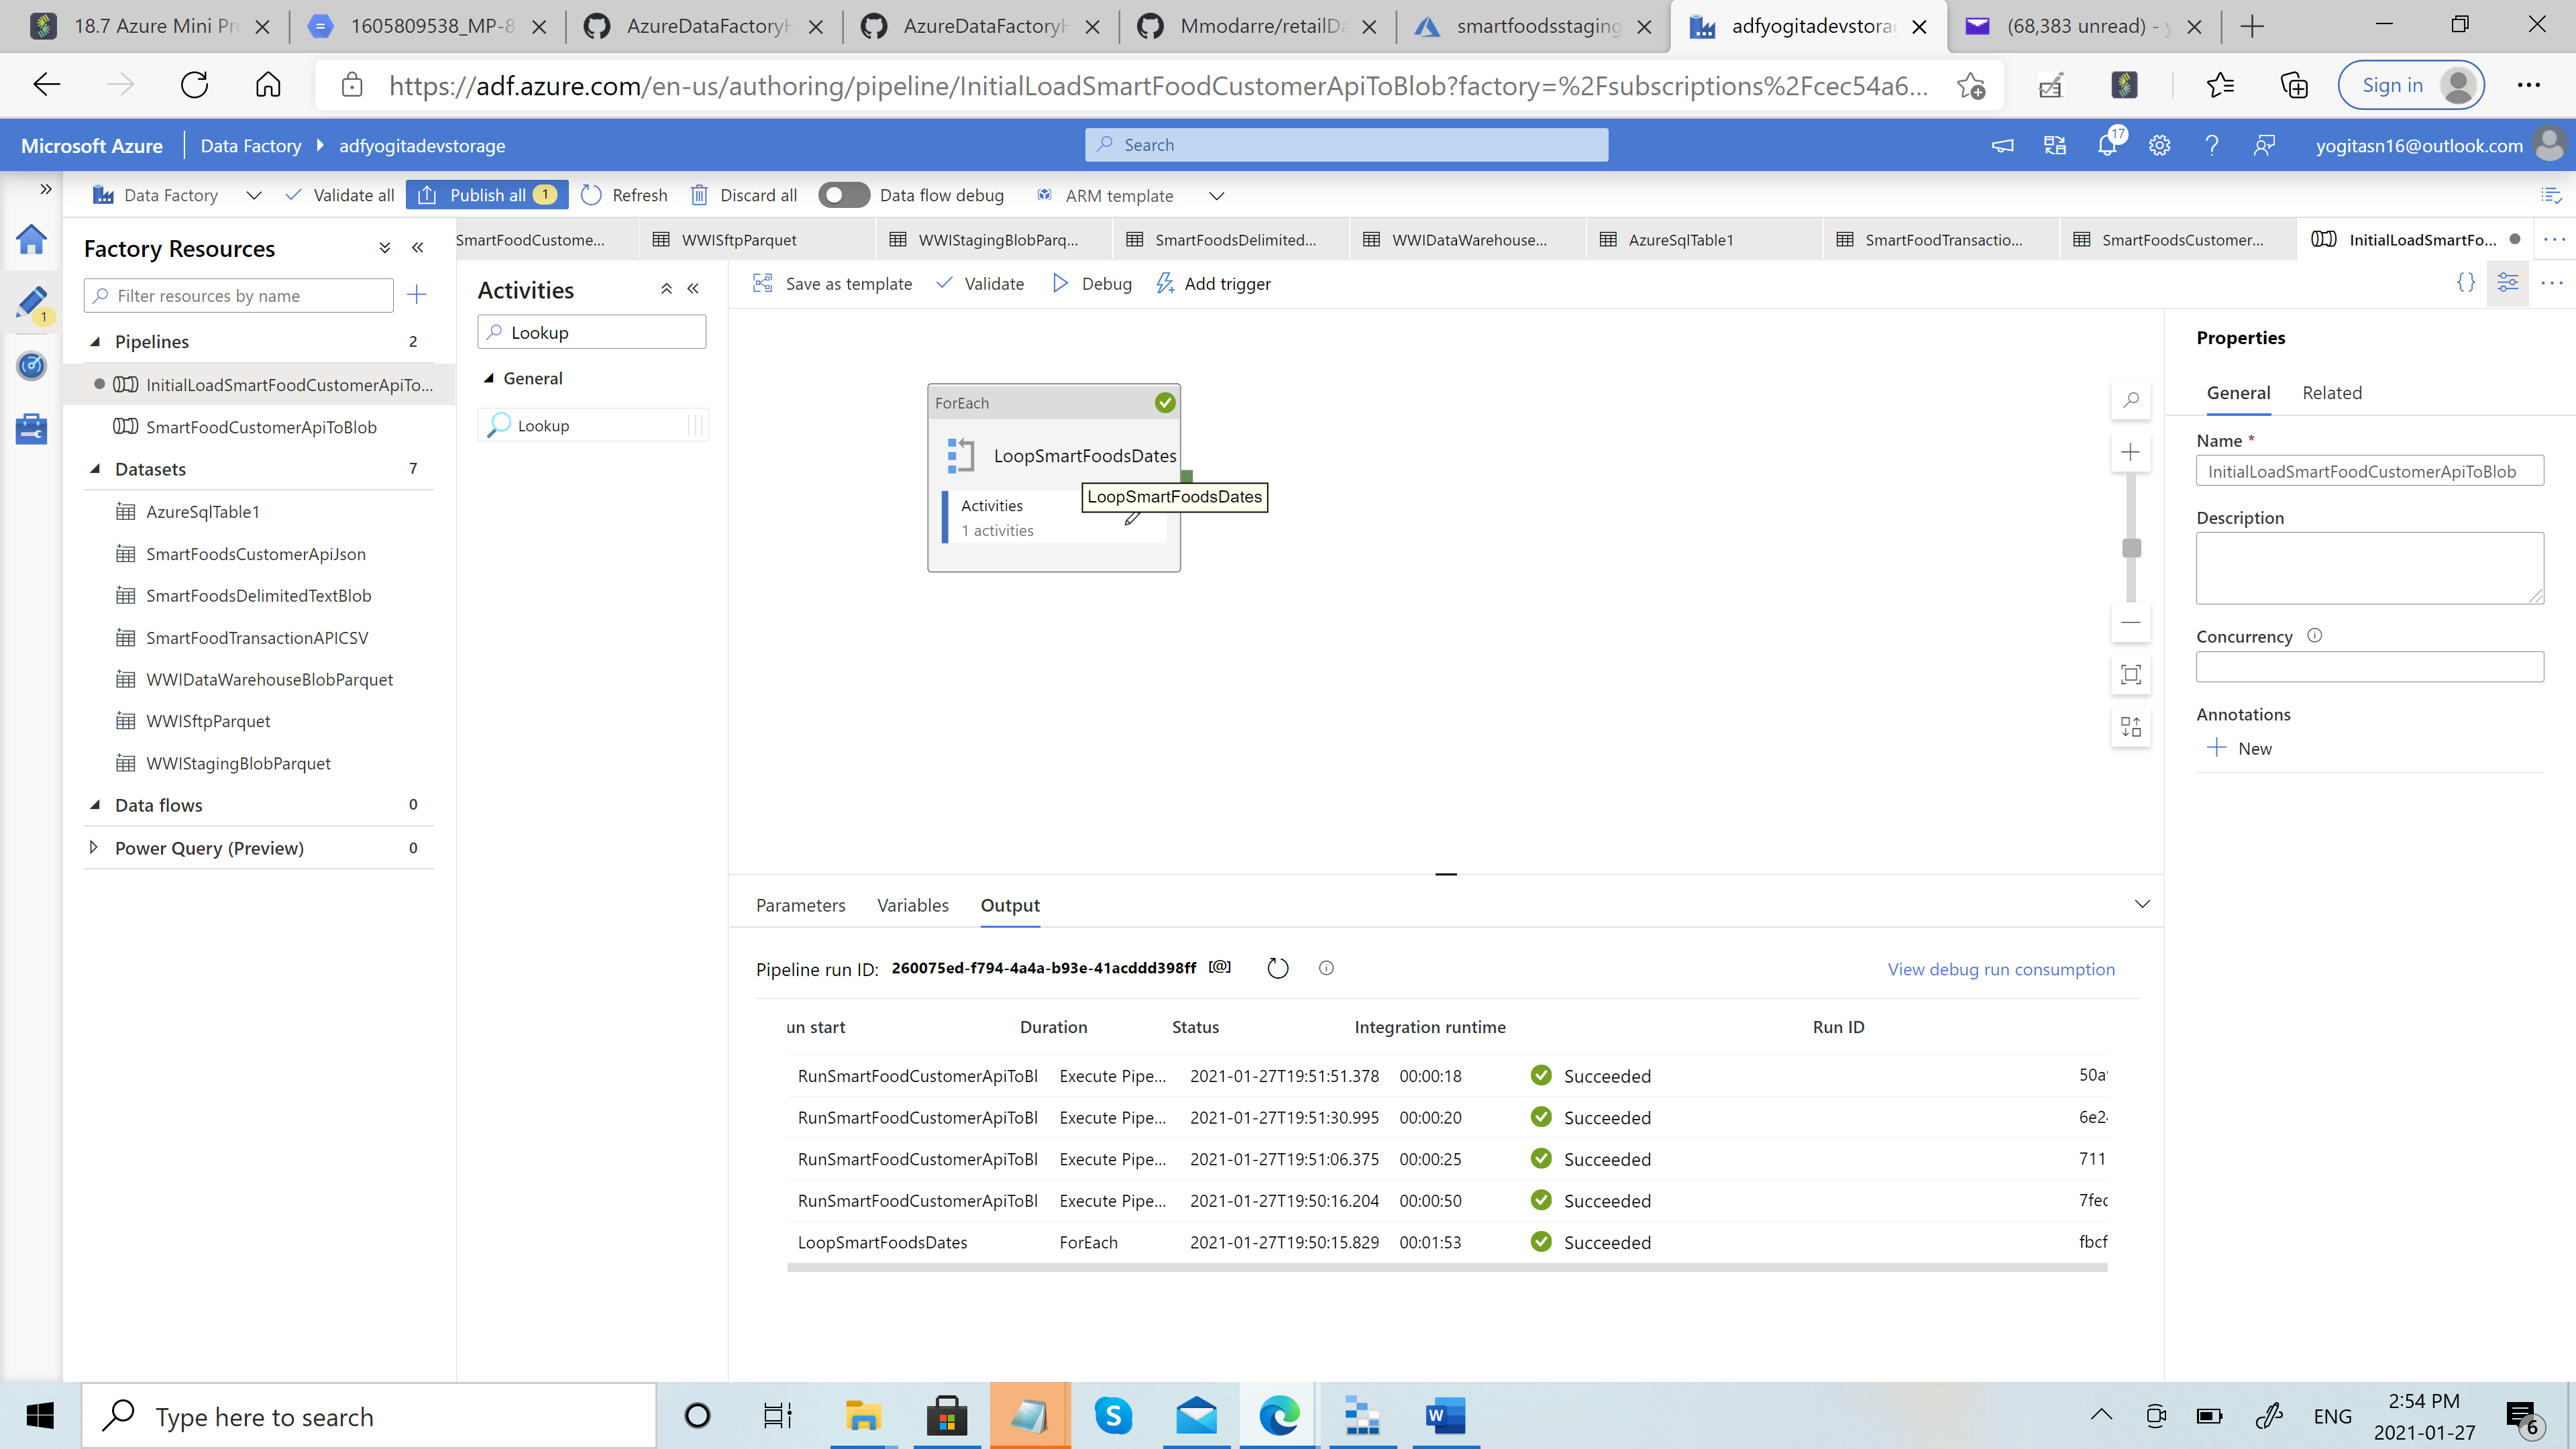 18.7 Azure Mini Pr
1605809538_MP-8
AzureDataFactoryH
AzureDataFactoryH
Mmodarre/retailDa
smartfoodsstaging
adfyogitadevstorag
(68,383 unread) - y
https://adf.azure.com/en-us/authoring/pipeline/InitialLoadSmartFoodCustomerApiToBlob?factory=%2Fsubscriptions%2Fcec54a6...
Sign in
Microsoft Azure
Data Factory
adfyogitadevstorage
Search
17
yogitasn16@outlook.com
Data Factory
Validate all
Publish all 1
Refresh
Discard all
Data flow debug
ARM template
Factory Resources
Filter resources by name
1
Pipelines 2
InitialLoadSmartFoodCustomerApiTo...
SmartFoodCustomerApiToBlob
Datasets 7
AzureSqlTable1
SmartFoodsCustomerApiJson
SmartFoodsDelimitedTextBlob
SmartFoodTransactionAPICSV
WWIDataWarehouseBlobParquet
WWISftpParquet
WWIStagingBlobParquet
Data flows 0
Power Query (Preview) 0
SmartFoodCustome...
WWISftpParquet
WWIStagingBlobParq...
SmartFoodsDelimited...
WWIDataWarehouse...
AzureSqlTable1
SmartFoodTransactio...
SmartFoodsCustomer...
InitialLoadSmartFo...
Activities
Lookup
General
Lookup
Save as template
Validate
Debug
Add trigger
ForEach
LoopSmartFoodsDates
LoopSmartFoodsDates
Activities
1 activities
Properties
General
Related
Name *
InitialLoadSmartFoodCustomerApiToBlob
Description
Concurrency
Annotations
New
Parameters
Variables
Output
Pipeline run ID: 260075ed-f794-4a4a-b93e-41acddd398ff [@]
View debug run consumption
un start Duration Status Integration runtime Run ID
RunSmartFoodCustomerApiToBl Execute Pipe... 2021-01-27T19:51:51.378 00:00:18 Succeeded 50a
RunSmartFoodCustomerApiToBl Execute Pipe... 2021-01-27T19:51:30.995 00:00:20 Succeeded 6e2
RunSmartFoodCustomerApiToBl Execute Pipe... 2021-01-27T19:51:06.375 00:00:25 Succeeded 711
RunSmartFoodCustomerApiToBl Execute Pipe... 2021-01-27T19:50:16.204 00:00:50 Succeeded 7fec
LoopSmartFoodsDates ForEach 2021-01-27T19:50:15.829 00:01:53 Succeeded fbcf
Type here to search
ENG
2:54 PM
2021-01-27
6